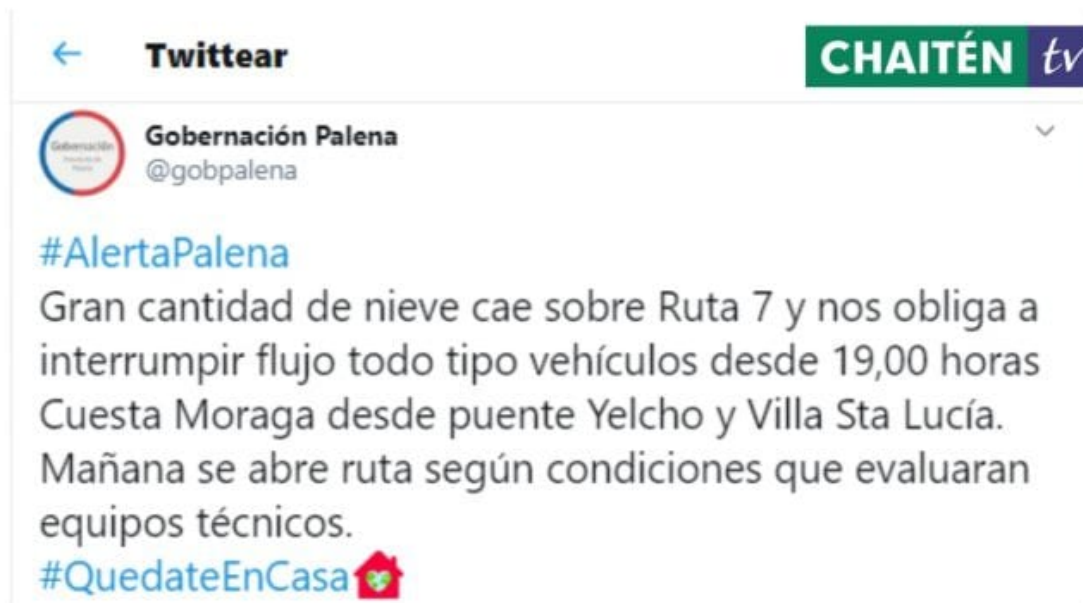 Twittear
CHAITÉN tv
Gobernación Palena
@gobpalena
#AlertaPalena
Gran cantidad de nieve cae sobre Ruta 7 y nos obliga a
interrumpir flujo todo tipo vehículos desde 19,00 horas
Cuesta Moraga desde puente Yelcho y Villa Sta Lucía.
Mañana se abre ruta según condiciones que evaluaran
equipos técnicos.
#QuedateEnCasa